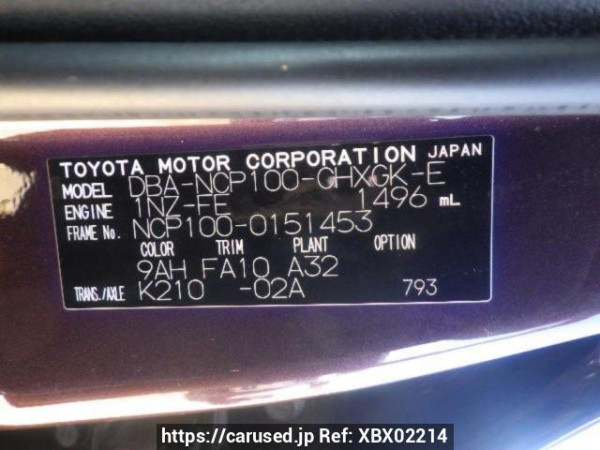 TOYOTA MOTOR CORPORATION JAPAN
MODEL DBA-NCP100-CHXGK-E
ENGINE 1NZ-FE 1496 mL
FRAME No. NCP100-0151453
COLOR TRIM PLANT OPTION
9AH FA10 A32
TRANS./AXLE K210 -02A 793
https://carused.jp Ref: XBX02214